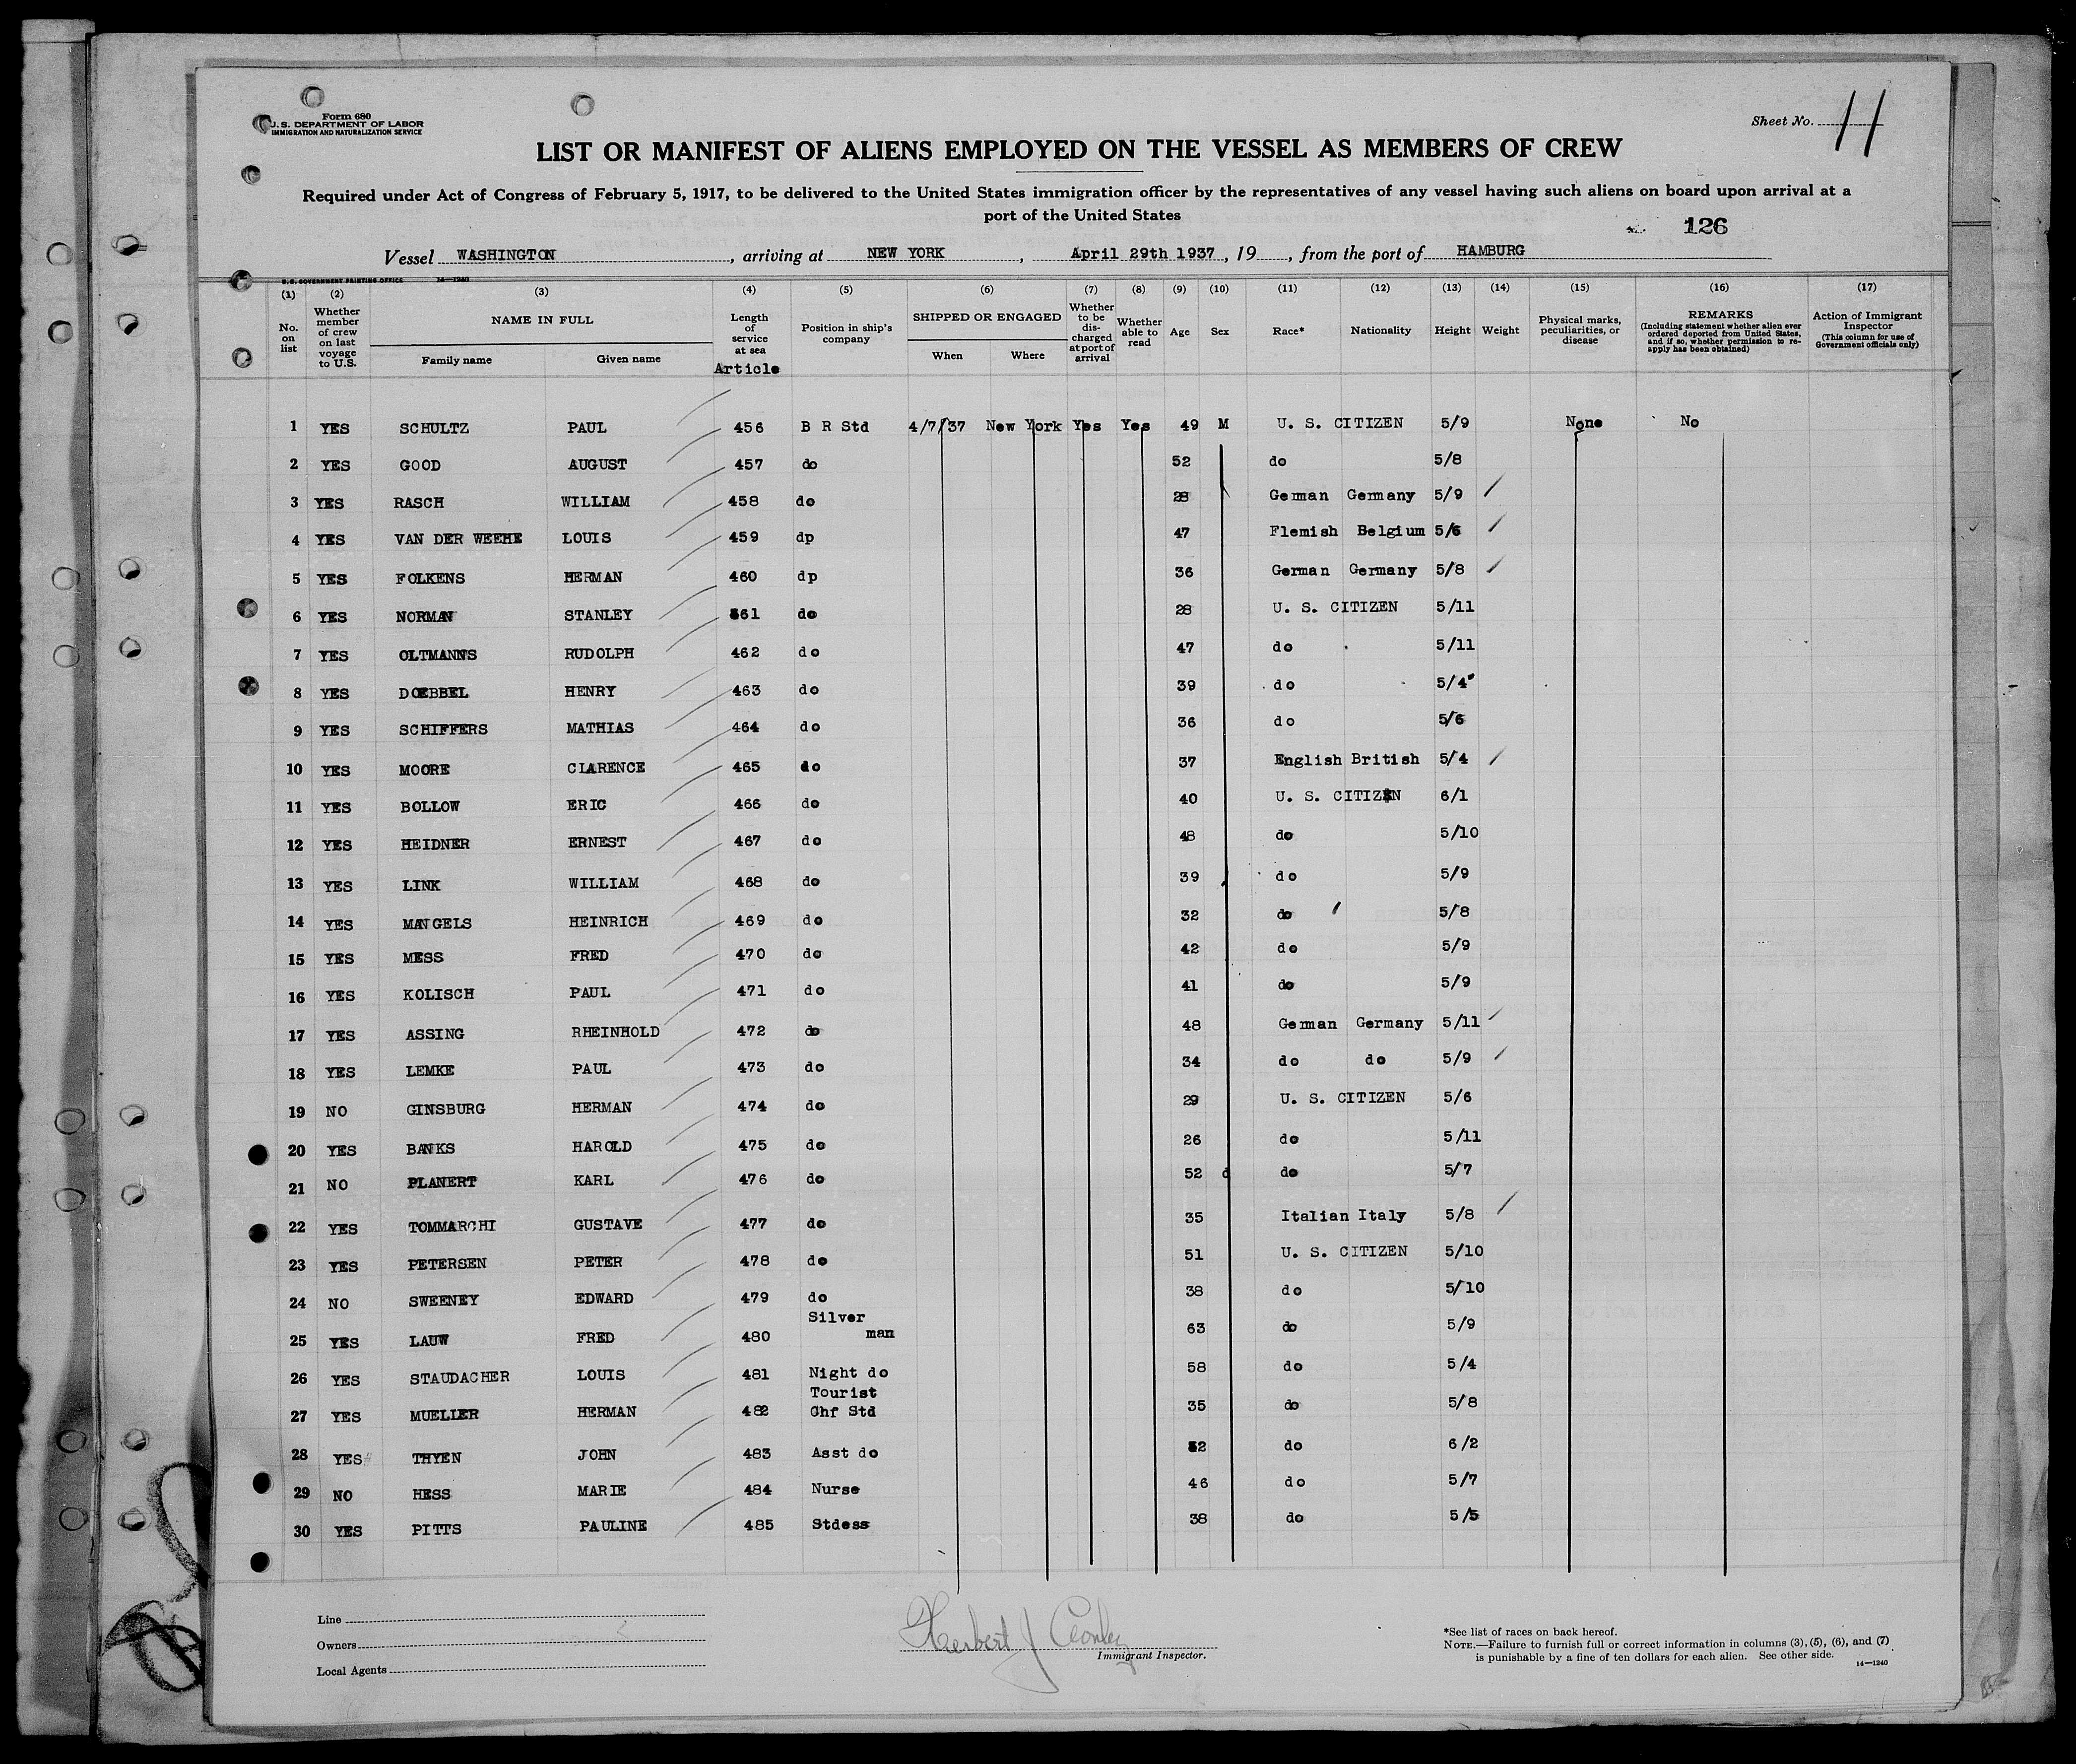 Form 680
U.S. DEPARTMENT OF LABOR
IMMIGRATION AND NATURALIZATION SERVICE
Sheet No. 11
LIST OR MANIFEST OF ALIENS EMPLOYED ON THE VESSEL AS MEMBERS OF CREW
Required under Act of Congress of February 5, 1917, to be delivered to the United States immigration officer by the representatives of any vessel having such aliens on board upon arrival at a
port of the United States
126
Vessel WASHINGTON, arriving at NEW YORK, April 29th 1937, 19, from the port of HAMBURG
U.S. GOVERNMENT PRINTING OFFICE 14—1240
(1) (2) (3) (4) (5) (6) (7) (8) (9) (10) (11) (12) (13) (14) (15) (16) (17)
No. on list
Whether member of crew on last voyage to U.S.
NAME IN FULL
Family name Given name
Length of service at sea
Article
Position in ship's company
SHIPPED OR ENGAGED
When Where
Whether to be discharged at port of arrival
Whether able to read
Age Sex Race* Nationality Height Weight
Physical marks, peculiarities, or disease
REMARKS
(Including statement whether alien ever ordered deported from United States, and if so, whether permission to re-apply has been obtained)
Action of Immigrant Inspector
(This column for use of Government officials only)
1 YES SCHULTZ PAUL 456 B R Std 4/7/37 New York Yes Yes 49 M U. S. CITIZEN 5/9 None No
2 YES GOOD AUGUST 457 do 52 do 5/8
3 YES RASCH WILLIAM 458 do 28 German Germany 5/9
4 YES VAN DER WEEHE LOUIS 459 dp 47 Flemish Belgium 5/6
5 YES FOLKENS HERMAN 460 dp 36 German Germany 5/8
6 YES NORMAN STANLEY 461 do 28 U. S. CITIZEN 5/11
7 YES OLTMANNS RUDOLPH 462 do 47 do 5/11
8 YES DOEBBEL HENRY 463 do 39 do 5/4
9 YES SCHIFFERS MATHIAS 464 do 36 do 5/6
10 YES MOORE CLARENCE 465 do 37 English British 5/4
11 YES BOLLOW ERIC 466 do 40 U. S. CITIZEN 6/1
12 YES HEIDNER ERNEST 467 do 48 do 5/10
13 YES LINK WILLIAM 468 do 39 do 5/9
14 YES MANGELS HEINRICH 469 do 32 do 5/8
15 YES MESS FRED 470 do 42 do 5/9
16 YES KOLISCH PAUL 471 do 41 do 5/9
17 YES ASSING RHEINHOLD 472 do 48 German Germany 5/11
18 YES LEMKE PAUL 473 do 34 do do 5/9
19 NO GINSBURG HERMAN 474 do 29 U. S. CITIZEN 5/6
20 YES BANKS HAROLD 475 do 26 do 5/11
21 NO PLANERT KARL 476 do 52 d do 5/7
22 YES TOMMARCHI GUSTAVE 477 do 35 Italian Italy 5/8
23 YES PETERSEN PETER 478 do 51 U. S. CITIZEN 5/10
24 NO SWEENEY EDWARD 479 do 38 do 5/10
25 YES LAUW FRED 480 Silver man 63 do 5/9
26 YES STAUDACHER LOUIS 481 Night do 58 do 5/4
27 YES MUELLER HERMAN 482 Tourist Chf Std 35 do 5/8
28 YES THYEN JOHN 483 Asst do 32 do 6/2
29 NO HESS MARIE 484 Nurse 46 do 5/7
30 YES PITTS PAULINE 485 Stdess 38 do 5/5
Line
Owners
Local Agents
Herbert J Conley
Immigrant Inspector.
*See list of races on back hereof.
NOTE.—Failure to furnish full or correct information in columns (3), (5), (6), and (7)
is punishable by a fine of ten dollars for each alien. See other side.
14—1240